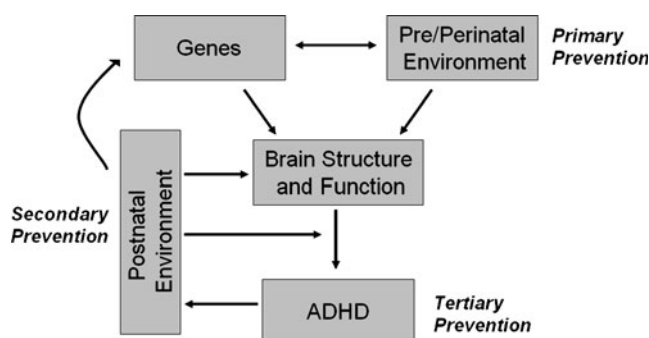 Genes
Pre/Perinatal
Environment
Primary
Prevention
Brain Structure
and Function
Secondary
Prevention
Postnatal
Environment
ADHD
Tertiary
Prevention